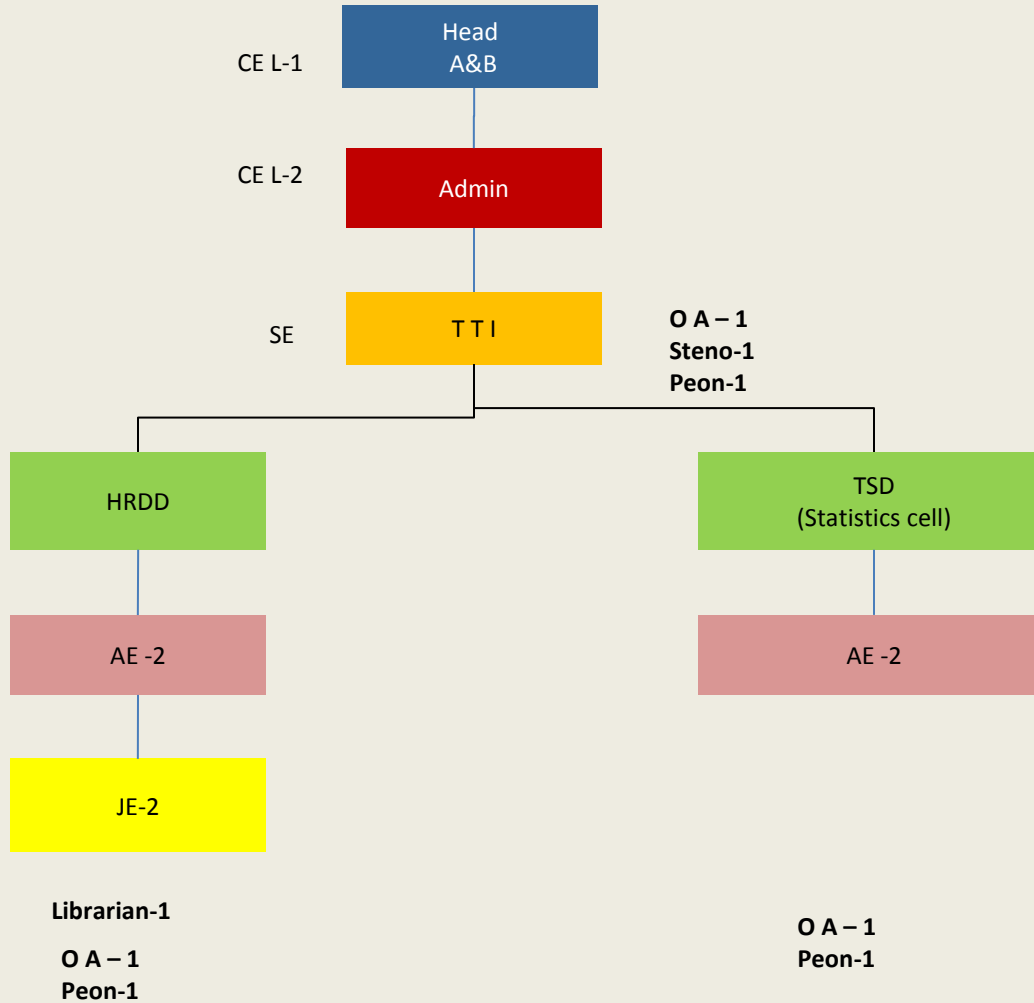 Head
A&B
CE L-1
CE L-2
Admin
SE
T T I
O A – 1
Steno-1
Peon-1
HRDD
TSD
(Statistics cell)
AE -2
AE -2
JE-2
Librarian-1
O A – 1
Peon-1
O A – 1
Peon-1